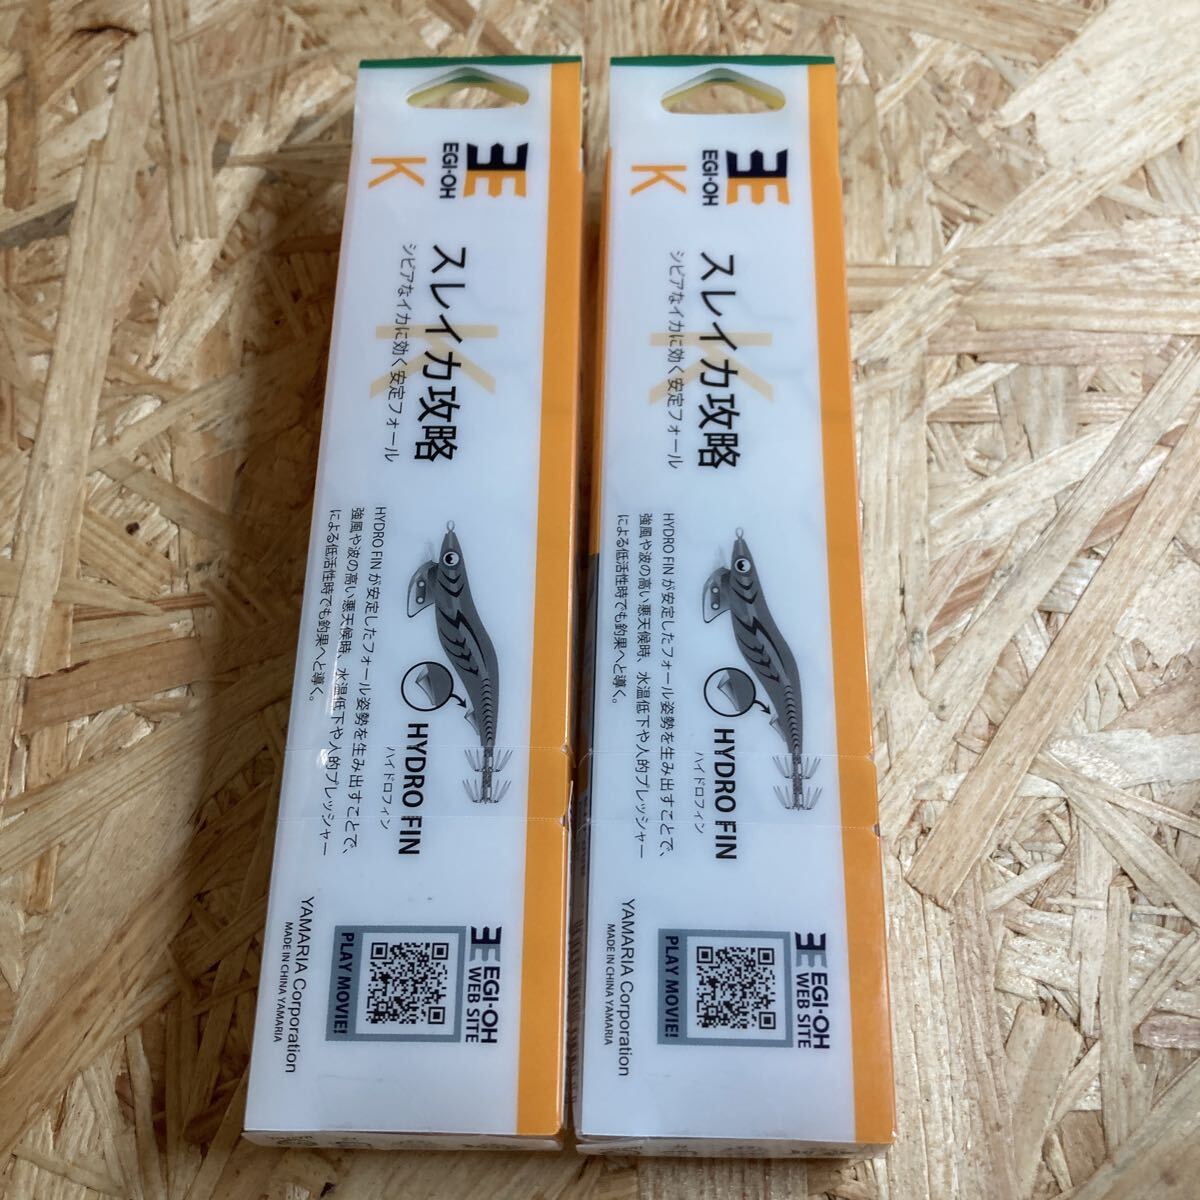 EGI-OH
K
スレイカ攻略
シビアなイカに効く安定フォール
HYDRO FIN が安定したフォール姿勢を生み出すことで、
強風や波の高い悪天候時、水温低下や人的プレッシャー
による低活性時でも釣果へと導く。
HYDRO FIN
ハイドロフィン
EGI-OH
WEB SITE
PLAY MOVIE!
YAMARIA Corporation
MADE IN CHINA YAMARIA
EGI-OH
K
スレイカ攻略
シビアなイカに効く安定フォール
HYDRO FIN が安定したフォール姿勢を生み出すことで、
強風や波の高い悪天候時、水温低下や人的プレッシャー
による低活性時でも釣果へと導く。
HYDRO FIN
ハイドロフィン
EGI-OH
WEB SITE
PLAY MOVIE!
YAMARIA Corporation
MADE IN CHINA YAMARIA